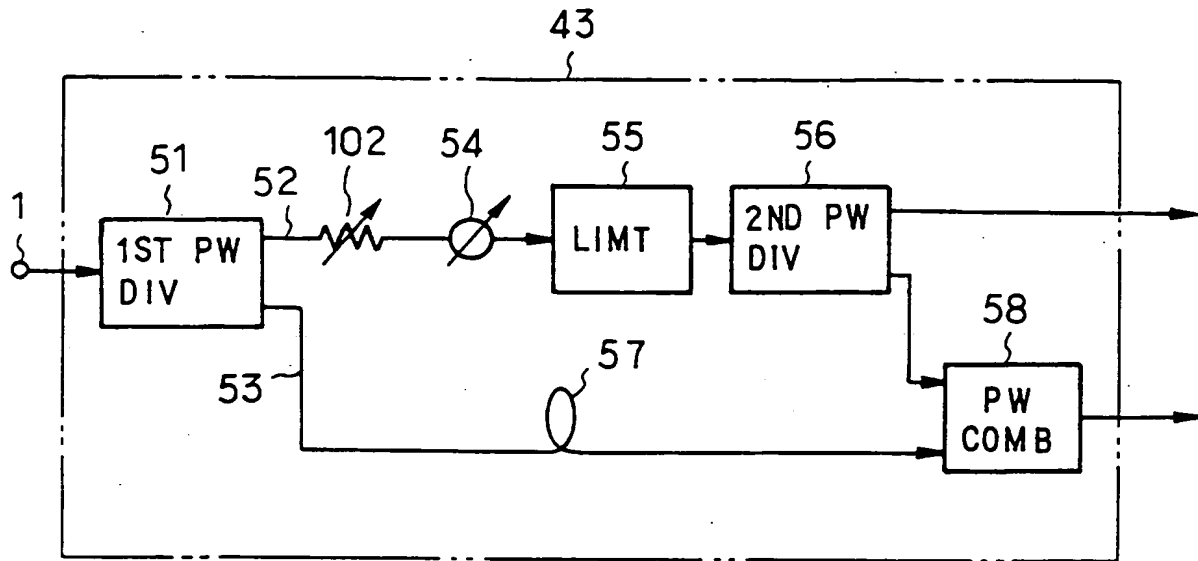 43
51
52
102
54
55
56
1
1ST PW
DIV
LIMT
2ND PW
DIV
53
57
58
PW
COMB